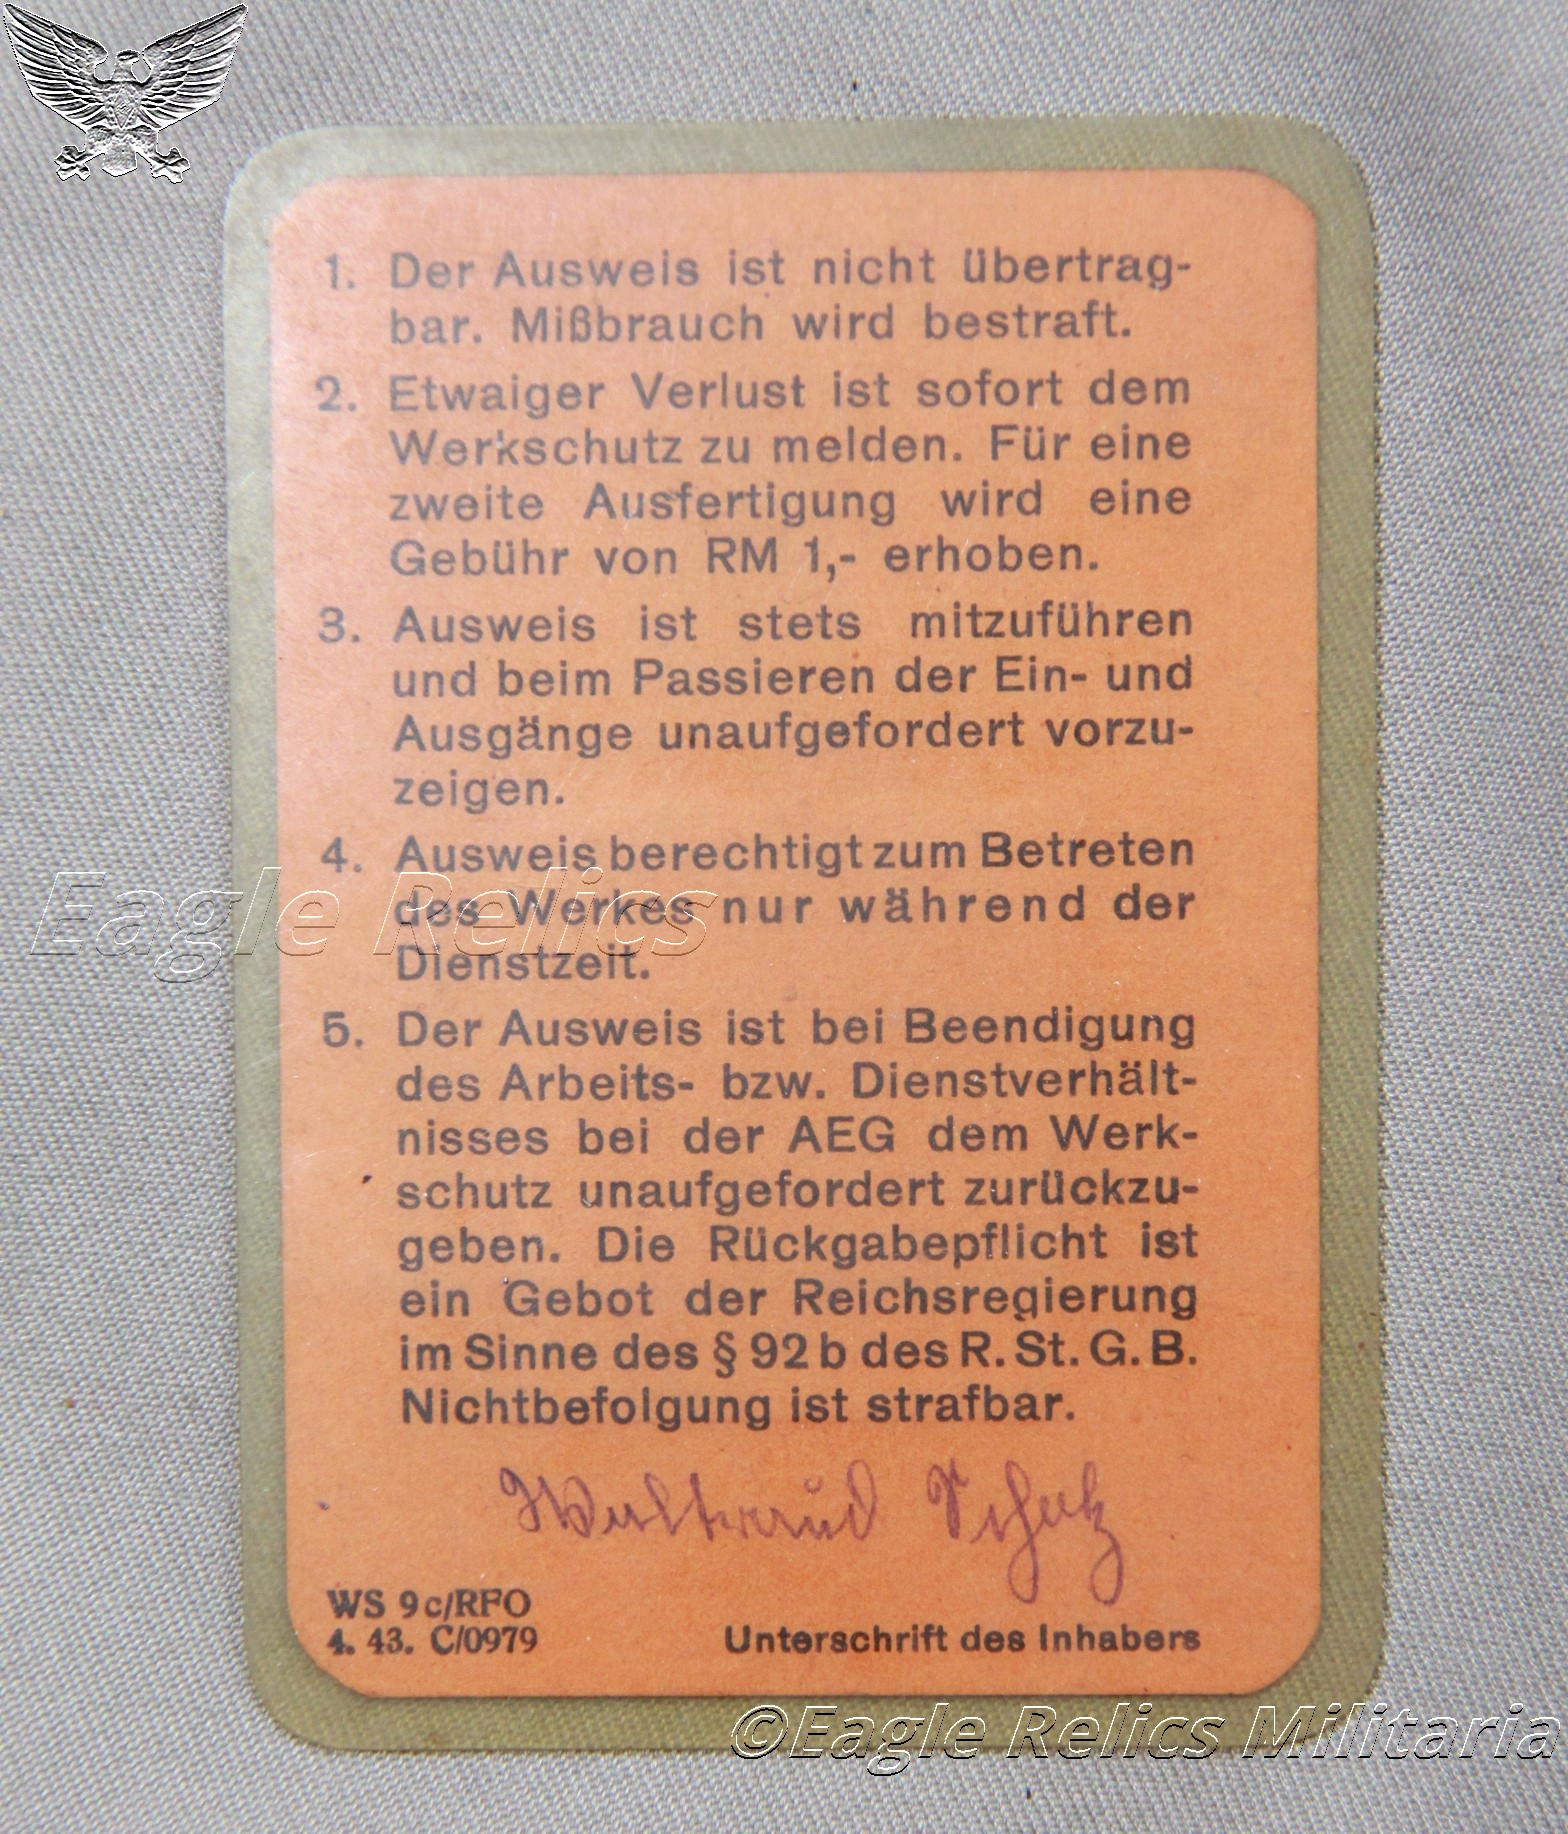 1. Der Ausweis ist nicht übertrag-
bar. Mißbrauch wird bestraft.
2. Etwaiger Verlust ist sofort dem
Werkschutz zu melden. Für eine
zweite Ausfertigung wird eine
Gebühr von RM 1,- erhoben.
3. Ausweis ist stets mitzuführen
und beim Passieren der Ein- und
Ausgänge unaufgefordert vorzu-
zeigen.
4. Ausweis berechtigt zum Betreten
des Werkes nur während der
Dienstzeit.
Eagle Relics
5. Der Ausweis ist bei Beendigung
des Arbeits- bzw. Dienstverhält-
nisses bei der AEG dem Werk-
schutz unaufgefordert zurückzu-
geben. Die Rückgabepflicht ist
ein Gebot der Reichsregierung
im Sinne des § 92 b des R. St. G. B.
Nichtbefolgung ist strafbar.
Waltraud Schulz
WS 9 c/RFO
4. 43. C/0979
Unterschrift des Inhabers
©Eagle Relics Militaria